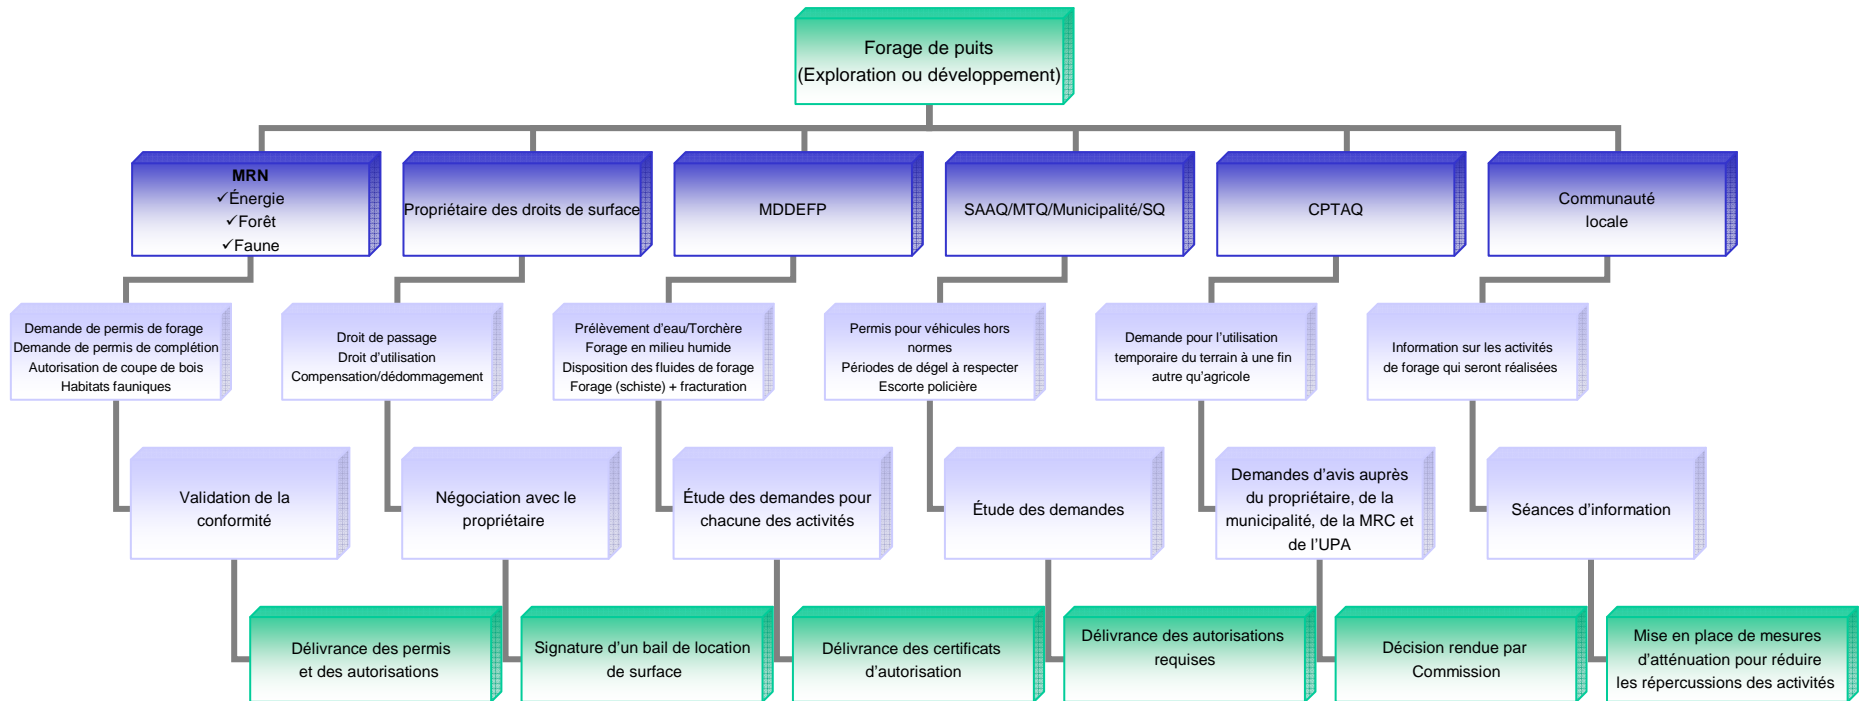 Forage de puits
(Exploration ou développement)
MRN
✓Énergie
✓Forêt
✓Faune
Propriétaire des droits de surface
MDDEFP
SAAQ/MTQ/Municipalité/SQ
CPTAQ
Communauté
locale
Demande de permis de forage
Demande de permis de complétion
Autorisation de coupe de bois
Habitats fauniques
Droit de passage
Droit d’utilisation
Compensation/dédommagement
Prélèvement d’eau/Torchère
Forage en milieu humide
Disposition des fluides de forage
Forage (schiste) + fracturation
Permis pour véhicules hors
normes
Périodes de dégel à respecter
Escorte policière
Demande pour l’utilisation
temporaire du terrain à une fin
autre qu’agricole
Information sur les activités
de forage qui seront réalisées
Validation de la
conformité
Négociation avec le
propriétaire
Étude des demandes pour
chacune des activités
Étude des demandes
Demandes d’avis auprès
du propriétaire, de la
municipalité, de la MRC et
de l’UPA
Séances d’information
Délivrance des permis
et des autorisations
Signature d’un bail de location
de surface
Délivrance des certificats
d’autorisation
Délivrance des autorisations
requises
Décision rendue par
Commission
Mise en place de mesures
d’atténuation pour réduire
les répercussions des activités